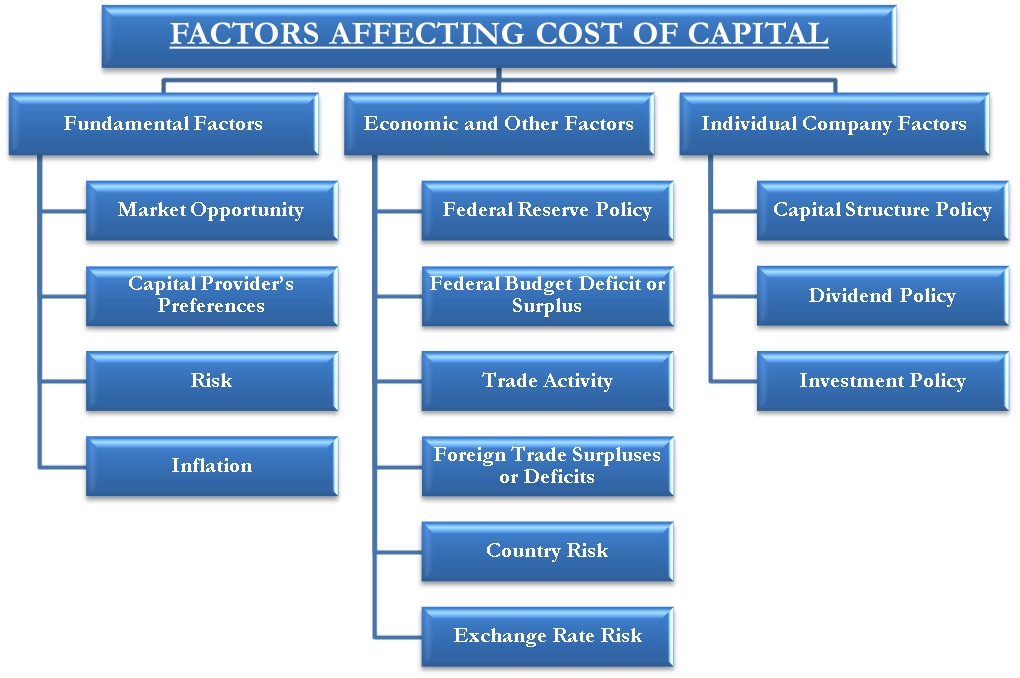 FACTORS AFFECTING COST OF CAPITAL
Fundamental Factors
Market Opportunity
Capital Provider’s
Preferences
Risk
Inflation
Economic and Other Factors
Federal Reserve Policy
Federal Budget Deficit or
Surplus
Trade Activity
Foreign Trade Surpluses
or Deficits
Country Risk
Exchange Rate Risk
Individual Company Factors
Capital Structure Policy
Dividend Policy
Investment Policy